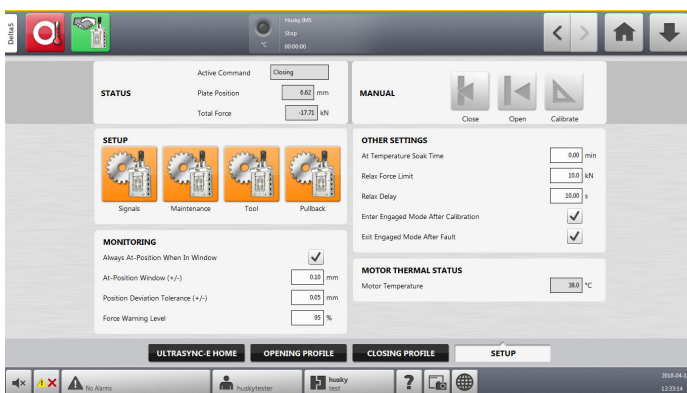 Delta5
Husky IMS
Stop
°C 00:00:00
STATUS
Active Command Closing
Plate Position 6.62 mm
Total Force -17.71 kN
MANUAL
Close Open Calibrate
SETUP
Signals Maintenance Tool Pullback
OTHER SETTINGS
At Temperature Soak Time 0.00 min
Relax Force Limit 10.0 kN
Relax Delay 10.00 s
Enter Engaged Mode After Calibration
Exit Engaged Mode After Fault
MONITORING
Always At-Position When In Window
At-Position Window (+/-) 0.10 mm
Position Deviation Tolerance (+/-) 0.05 mm
Force Warning Level 95 %
MOTOR THERMAL STATUS
Motor Temperature 38.0 °C
ULTRASYNC-E HOME OPENING PROFILE CLOSING PROFILE SETUP
No Alarms
huskytester
husky
test
?
12:33:14